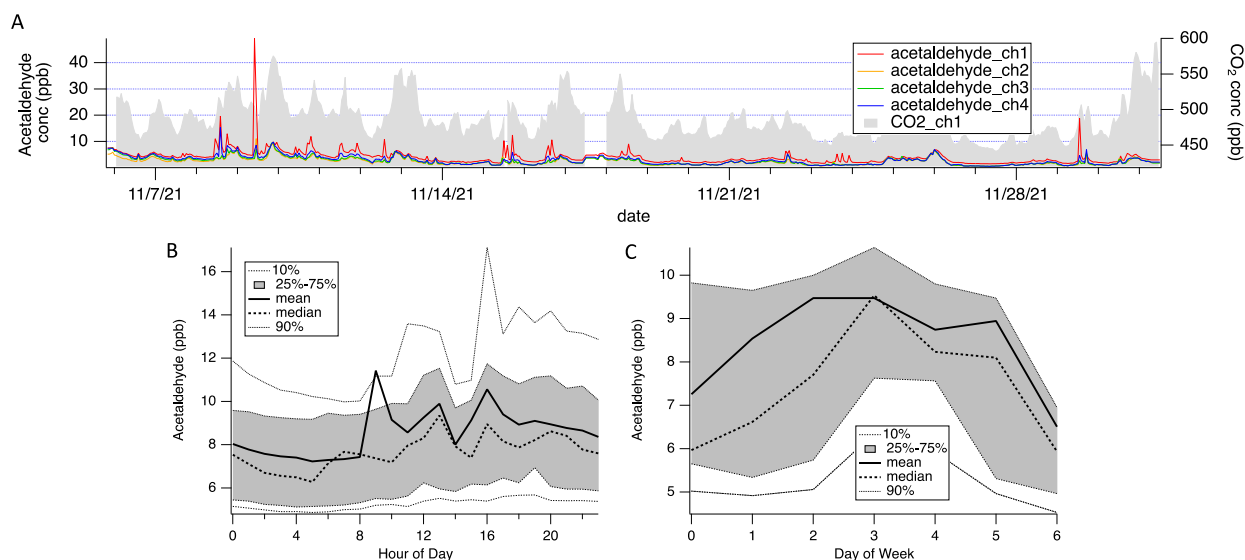 A
Acetaldehyde
conc (ppb)
40
30
20
10
acetaldehyde_ch1
acetaldehyde_ch2
acetaldehyde_ch3
acetaldehyde_ch4
CO2_ch1
600
550
500
450
CO₂ conc (ppb)
11/7/21
11/14/21
11/21/21
11/28/21
date
B
Acetaldehyde (ppb)
16
14
12
10
8
6
10%
25%-75%
mean
median
90%
0
4
8
12
16
20
Hour of Day
C
Acetaldehyde (ppb)
10
9
8
7
6
5
10%
25%-75%
mean
median
90%
0
1
2
3
4
5
6
Day of Week